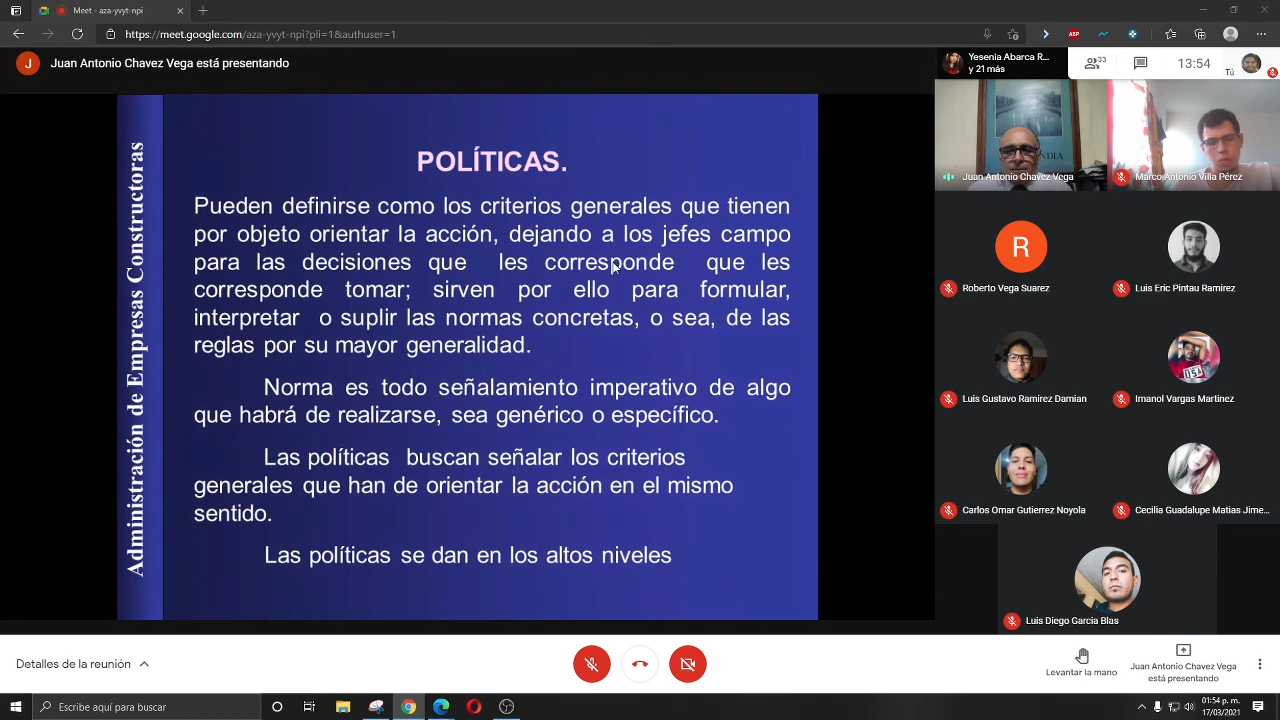 Meet - aza-yvyt-npi
https://meet.google.com/aza-yvyt-npi?pli=1&authuser=1
ABP
J
Juan Antonio Chavez Vega está presentando
Yesenia Abarca R...
y 21 más
33
13:54
Tú
Administración de Empresas Constructoras
POLÍTICAS.
Pueden definirse como los criterios generales que tienen
por objeto orientar la acción, dejando a los jefes campo
para las decisiones que les corresponde que les
corresponde tomar; sirven por ello para formular,
interpretar o suplir las normas concretas, o sea, de las
reglas por su mayor generalidad.
Norma es todo señalamiento imperativo de algo
que habrá de realizarse, sea genérico o específico.
Las políticas buscan señalar los criterios
generales que han de orientar la acción en el mismo
sentido.
Las políticas se dan en los altos niveles
Juan Antonio Chavez Vega
Marco Antonio Villa Pérez
R
Roberto Vega Suarez
Luis Eric Pintau Ramirez
Luis Gustavo Ramirez Damian
USA
Imanol Vargas Martinez
Carlos Omar Gutierrez Noyola
Cecilia Guadalupe Matias Jime...
Luis Diego Garcia Blas
Detalles de la reunión
Levantar la mano
Juan Antonio Chavez Vega
está presentando
Escribe aquí para buscar
01:54 p. m.
17/03/2021